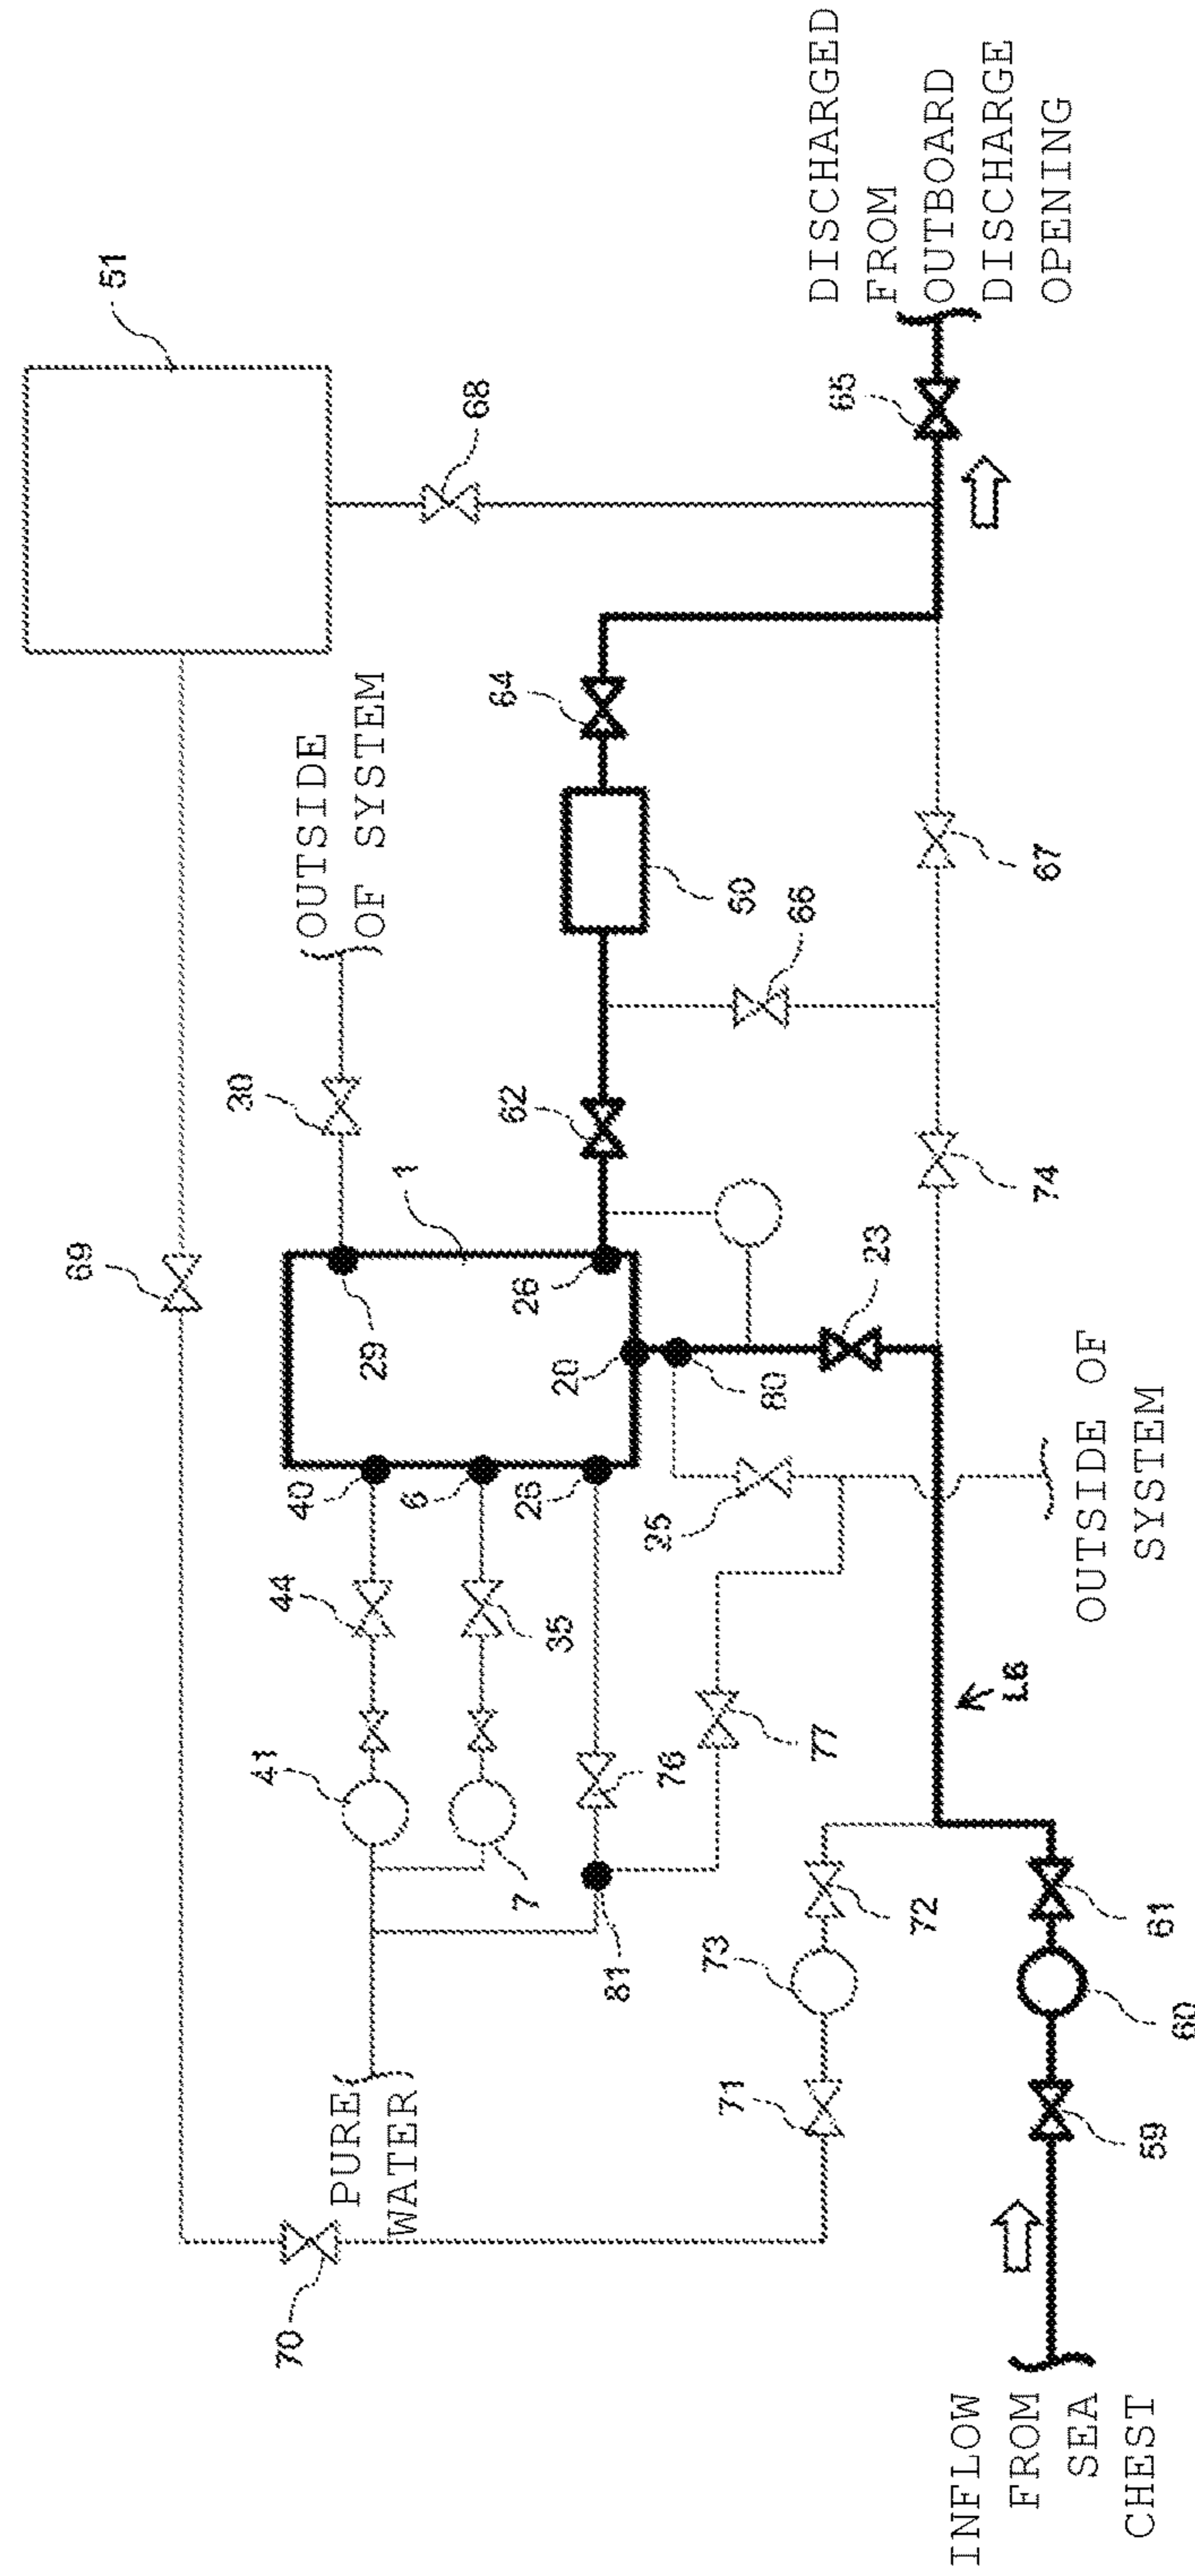 51
69
68
OUTSIDE
OF SYSTEM
30
1
29
26
20
80
23
62
50
64
65
DISCHARGED
FROM
OUTBOARD
DISCHARGE
OPENING
66
67
74
40
6
28
44
35
41
7
76
77
25
81
PURE
WATER
70
71
73
72
L6
OUTSIDE OF
SYSTEM
61
60
59
INFLOW
FROM
SEA
CHEST